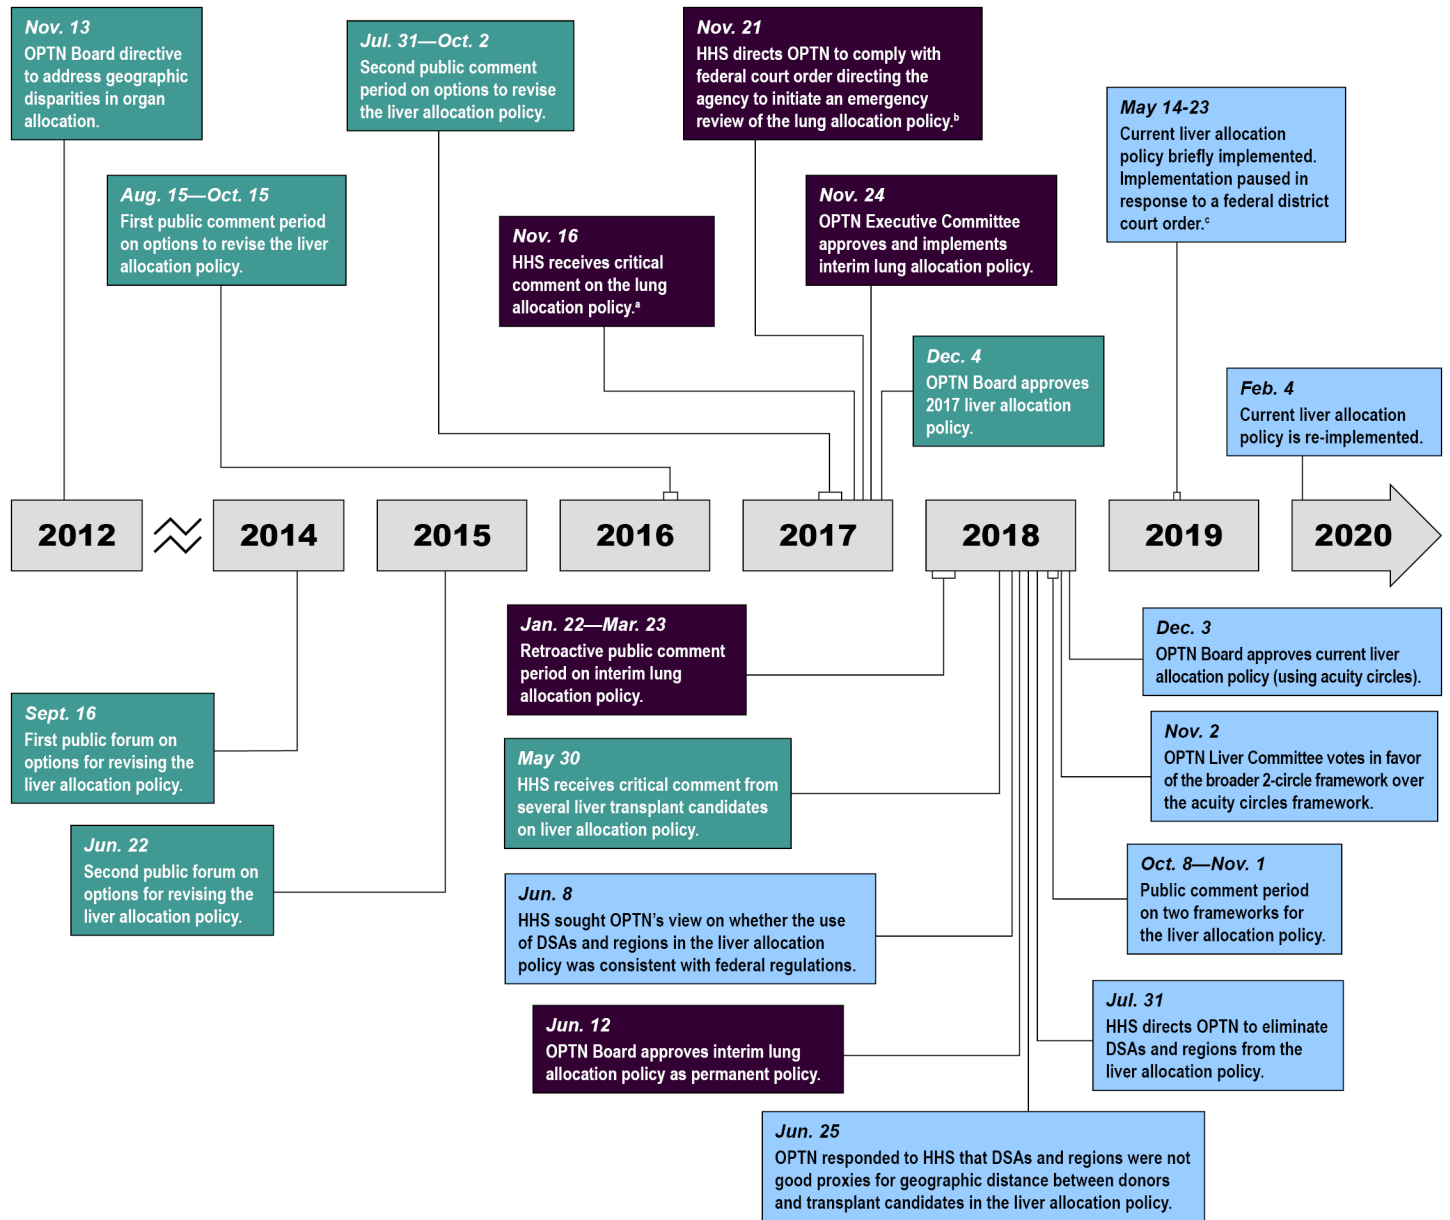 Nov. 13
OPTN Board directive
to address geographic
disparities in organ
allocation.
Jul. 31—Oct. 2
Second public comment
period on options to revise
the liver allocation policy.
Nov. 21
HHS directs OPTN to comply with
federal court order directing the
agency to initiate an emergency
review of the lung allocation policy.b
May 14-23
Current liver allocation
policy briefly implemented.
Implementation paused in
response to a federal district
court order.c
Aug. 15—Oct. 15
First public comment period
on options to revise the liver
allocation policy.
Nov. 16
HHS receives critical
comment on the lung
allocation policy.a
Nov. 24
OPTN Executive Committee
approves and implements
interim lung allocation policy.
Dec. 4
OPTN Board approves
2017 liver allocation
policy.
Feb. 4
Current liver allocation
policy is re-implemented.
2012
2014
2015
2016
2017
2018
2019
2020
Sept. 16
First public forum on
options for revising the
liver allocation policy.
Jun. 22
Second public forum on
options for revising the
liver allocation policy.
Jan. 22—Mar. 23
Retroactive public comment
period on interim lung
allocation policy.
May 30
HHS receives critical comment from
several liver transplant candidates
on liver allocation policy.
Jun. 8
HHS sought OPTN’s view on whether the use
of DSAs and regions in the liver allocation
policy was consistent with federal regulations.
Jun. 12
OPTN Board approves interim lung
allocation policy as permanent policy.
Jun. 25
OPTN responded to HHS that DSAs and regions were not
good proxies for geographic distance between donors
and transplant candidates in the liver allocation policy.
Dec. 3
OPTN Board approves current liver
allocation policy (using acuity circles).
Nov. 2
OPTN Liver Committee votes in favor
of the broader 2-circle framework over
the acuity circles framework.
Oct. 8—Nov. 1
Public comment period
on two frameworks for
the liver allocation policy.
Jul. 31
HHS directs OPTN to eliminate
DSAs and regions from the
liver allocation policy.